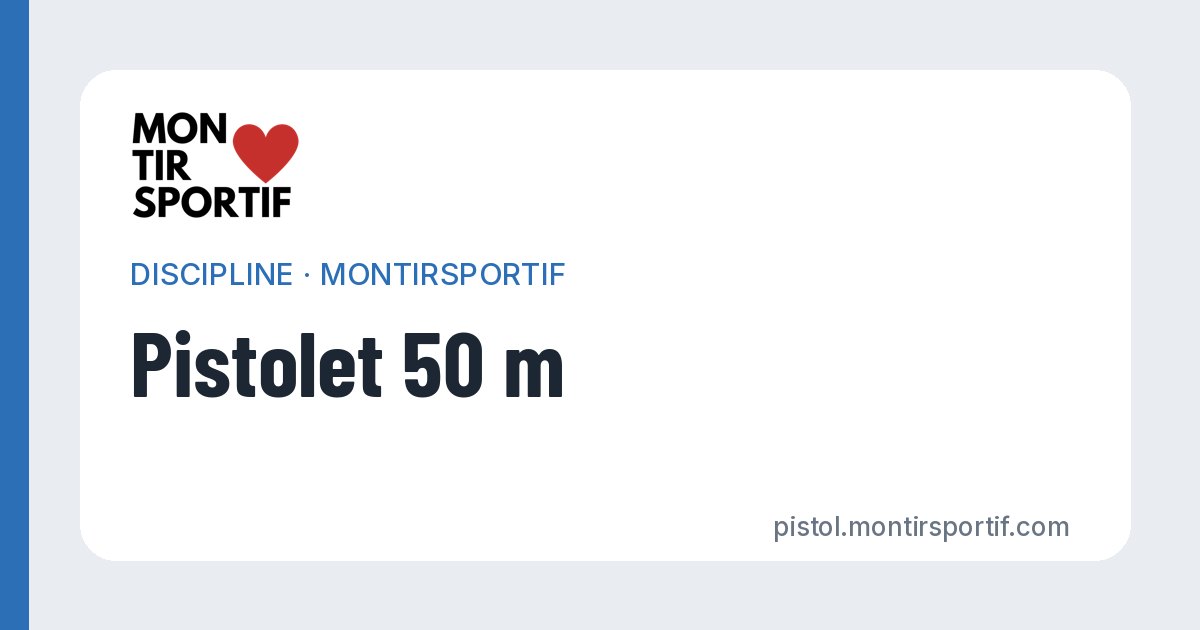 MON
TIR
SPORTIF
DISCIPLINE · MONTIRSPORTIF
Pistolet 50 m
pistol.montirsportif.com